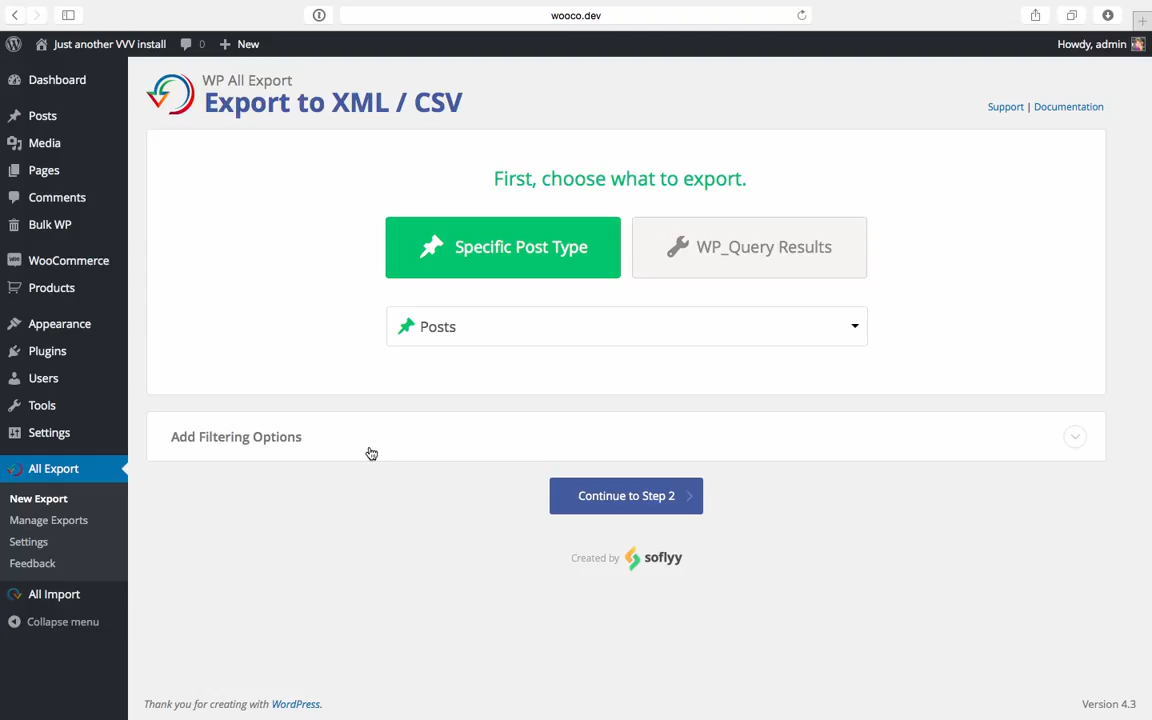 wooco.dev
Just another VVV install
0
New
Howdy, admin
Dashboard
Posts
Media
Pages
Comments
Bulk WP
WooCommerce
Products
Appearance
Plugins
Users
Tools
Settings
All Export
New Export
Manage Exports
Settings
Feedback
All Import
Collapse menu
WP All Export
Export to XML / CSV
Support | Documentation
First, choose what to export.
Specific Post Type
WP_Query Results
Posts
Add Filtering Options
Continue to Step 2
Created by soflyy
Thank you for creating with WordPress.
Version 4.3